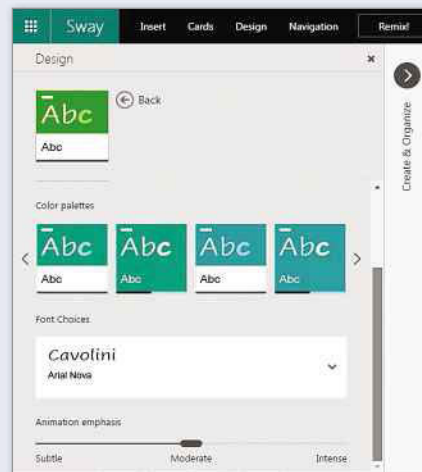 Sway Insert Cards Design Navigation Remix!
Design
Back
Abc
Abc
Color palettes
Abc Abc Abc Abc
Abc Abc Abc Abc
Font Choices
Cavolini
Arial Nova
Animation emphasis
Subtle Moderate Intense
Create & Organize